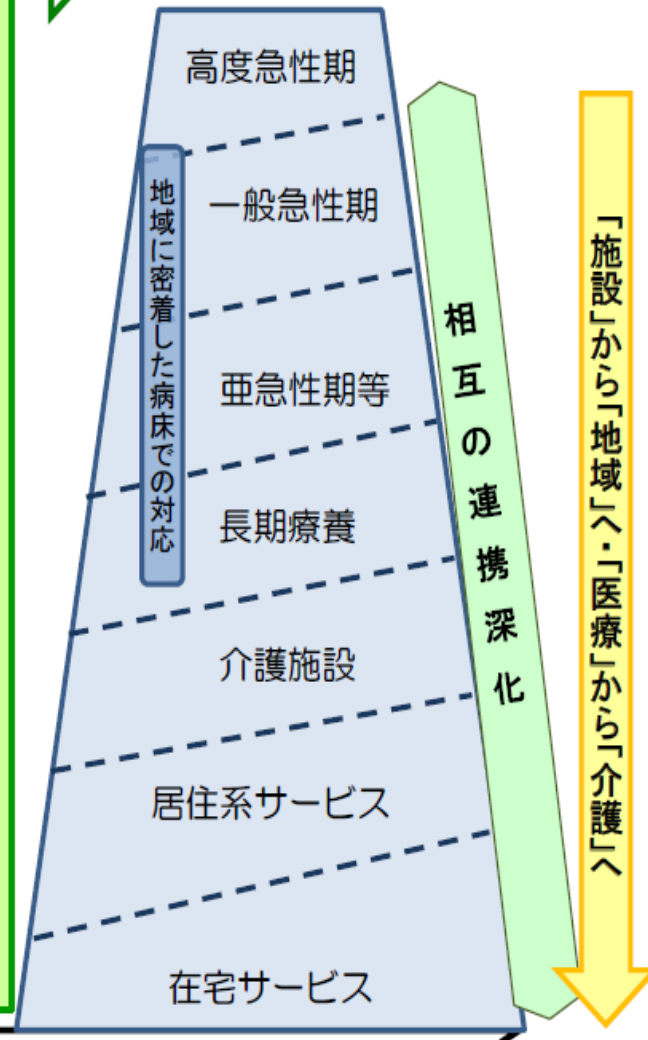 高度急性期
一般急性期
亜急性期等
長期療養
介護施設
居住系サービス
在宅サービス
地域に密着した病床での対応
相互の連携深化
「施設」から「地域」へ・「医療」から「介護」へ